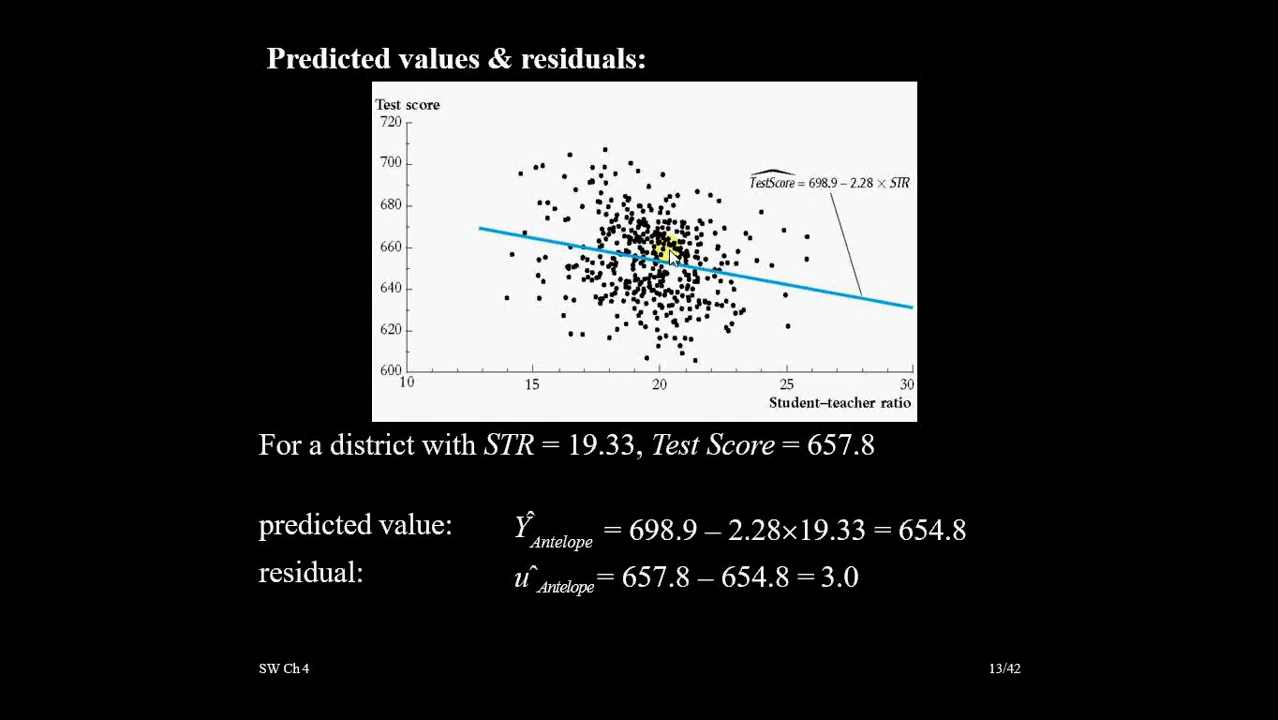 Predicted values & residuals:
Test score
720
700
680
660
640
620
600
10
15
20
25
30
TestScore = 698.9 – 2.28 × STR
Student–teacher ratio
For a district with STR = 19.33, Test Score = 657.8
predicted value: Ŷ Antelope = 698.9 – 2.28×19.33 = 654.8
residual: uˆ Antelope = 657.8 – 654.8 = 3.0
SW Ch 4
13/42